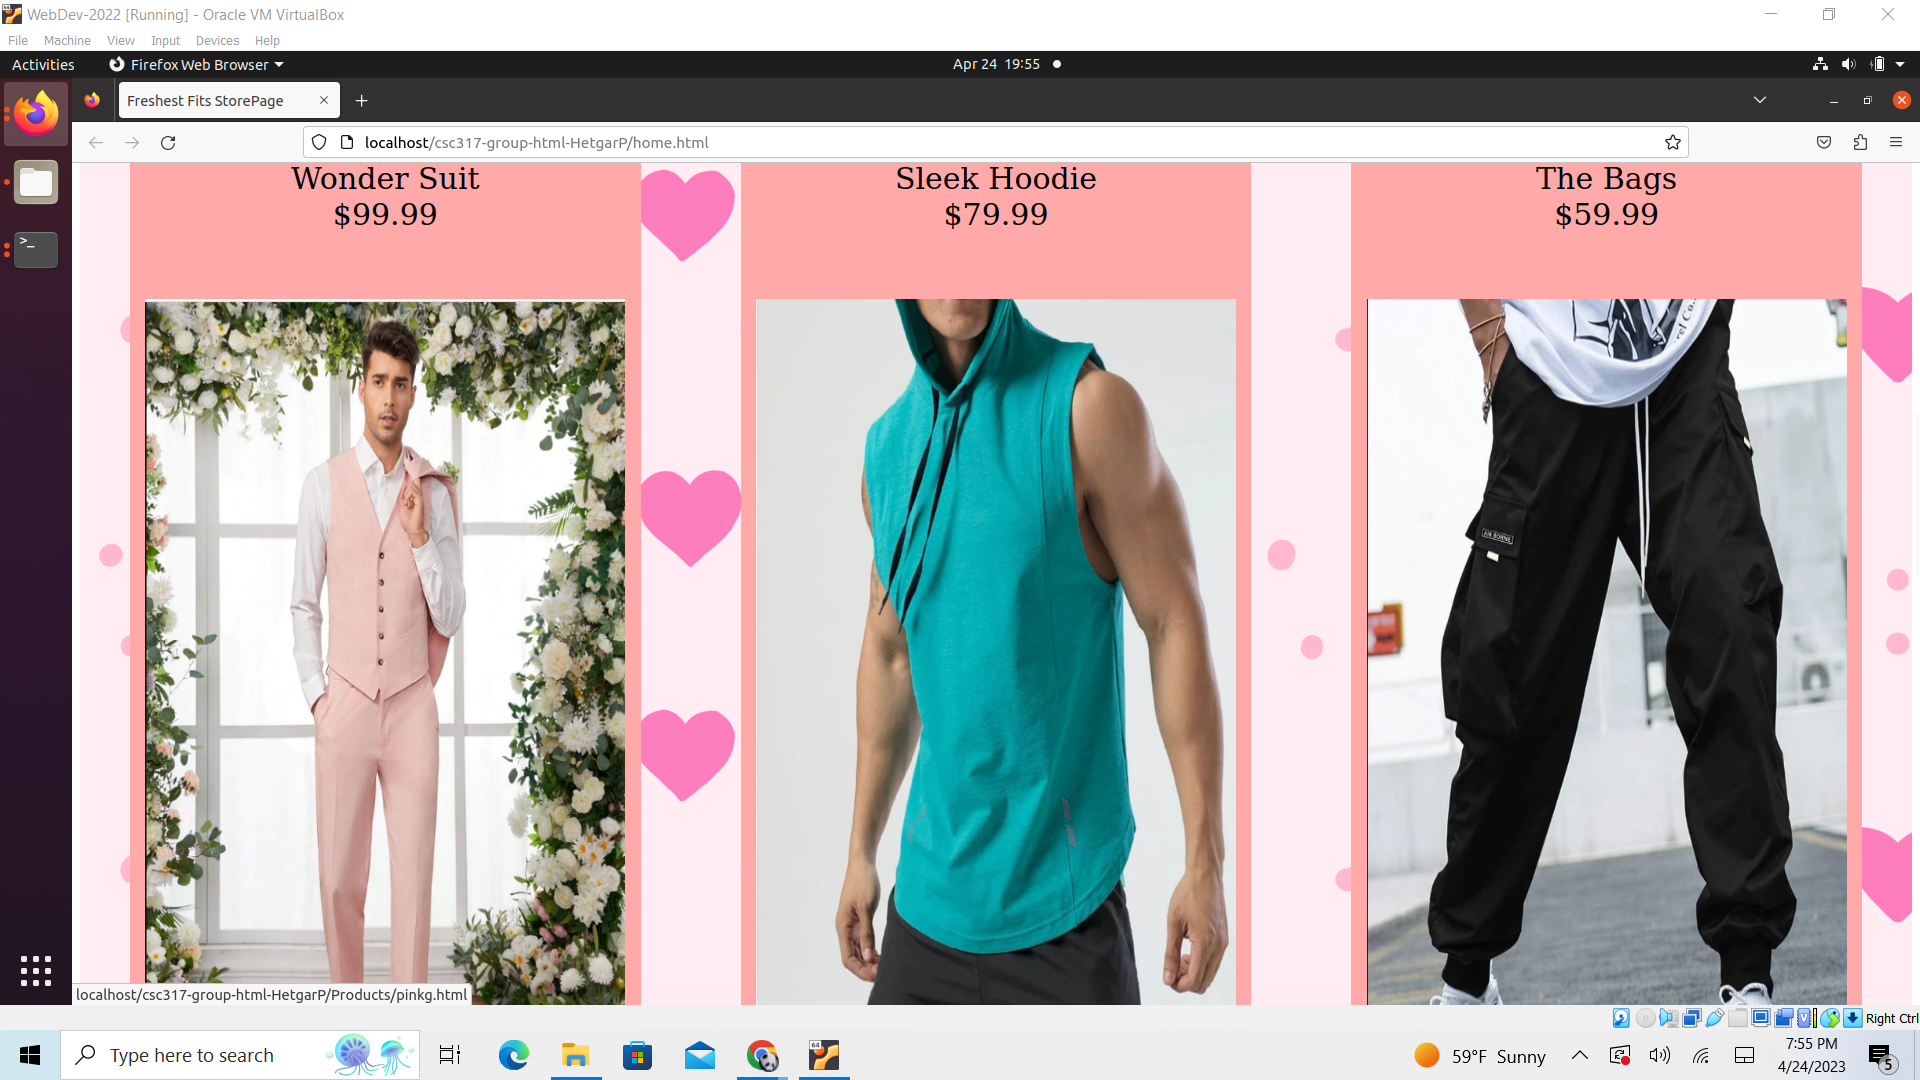 WebDev-2022 [Running] - Oracle VM VirtualBox
File Machine View Input Devices Help
Activities Firefox Web Browser Apr 24 19:55
Freshest Fits StorePage
localhost/csc317-group-html-HetgarP/home.html
Wonder Suit
$99.99
Sleek Hoodie
$79.99
The Bags
$59.99
AIR BORNE
localhost/csc317-group-html-HetgarP/Products/pinkg.html
Right Ctrl
Type here to search
64
59°F Sunny
7:55 PM
4/24/2023
5